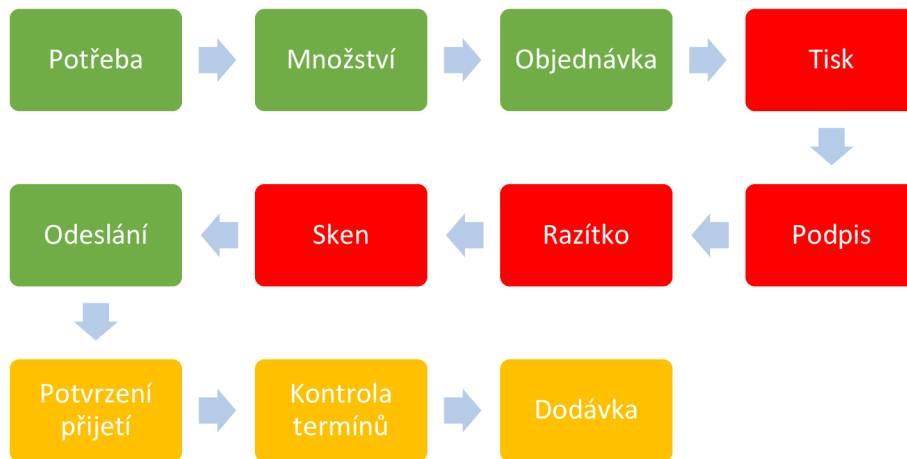 Potřeba
Množství
Objednávka
Tisk
Podpis
Razítko
Sken
Odeslání
Potvrzení
přijetí
Kontrola
termínů
Dodávka